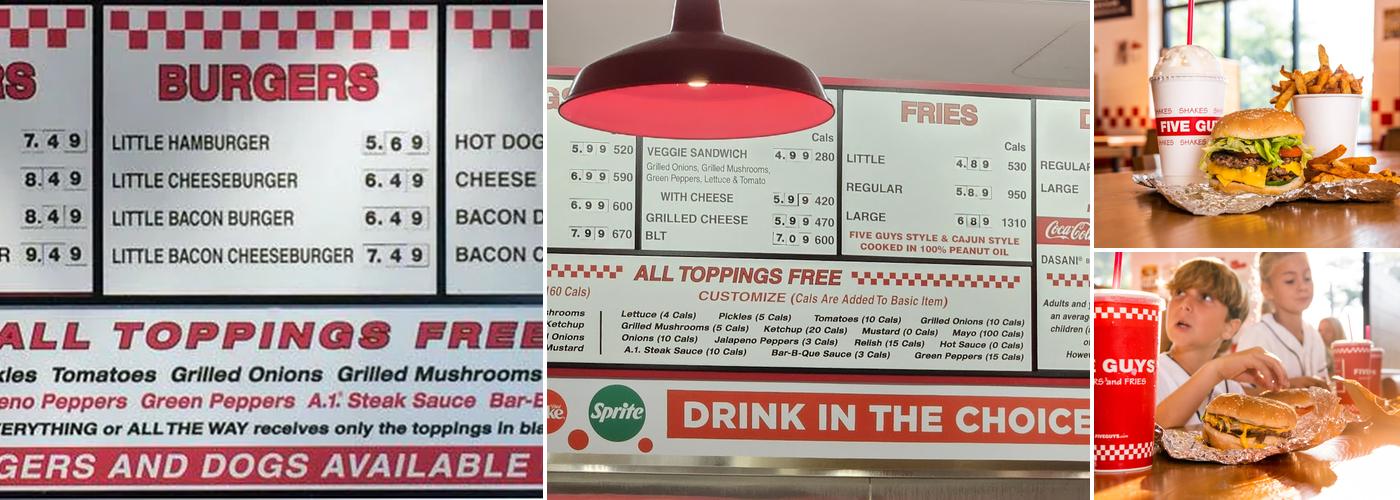 RS
BURGERS
7.49
LITTLE HAMBURGER 5.69
HOT DOG
8.49
LITTLE CHEESEBURGER 6.49
CHEESE
8.49
LITTLE BACON BURGER 6.49
BACON D
R 9.49
LITTLE BACON CHEESEBURGER 7.49
BACON C
ALL TOPPINGS FREE
kles Tomatoes Grilled Onions Grilled Mushrooms
eno Peppers Green Peppers A.1. Steak Sauce Bar-B
ERYTHING or ALL THE WAY receives only the toppings in bla
GERS AND DOGS AVAILABLE
GS
5.99 520
6.99 590
6.99 600
7.99 670
Cals
VEGGIE SANDWICH 4.99 280
Grilled Onions, Grilled Mushrooms,
Green Peppers, Lettuce & Tomato
WITH CHEESE 5.99 420
GRILLED CHEESE 5.99 470
BLT 7.09 600
FRIES
Cals
LITTLE 4.89 530
REGULAR 5.89 950
LARGE 6.89 1310
FIVE GUYS STYLE & CAJUN STYLE
COOKED IN 100% PEANUT OIL
D
REGULAR
LARGE
Coca-Cola
DASANI®
Adults and y
an average
children (a
Howev
ALL TOPPINGS FREE
160 Cals)
CUSTOMIZE (Cals Are Added To Basic Item)
hrooms
Ketchup
Onions
Mustard
Lettuce (4 Cals) Pickles (5 Cals) Tomatoes (10 Cals) Grilled Onions (10 Cals)
Grilled Mushrooms (5 Cals) Ketchup (20 Cals) Mustard (0 Cals) Mayo (100 Cals)
Onions (10 Cals) Jalapeno Peppers (3 Cals) Relish (15 Cals) Hot Sauce (0 Cals)
A.1. Steak Sauce (10 Cals) Bar-B-Que Sauce (3 Cals) Green Peppers (15 Cals)
ke
Sprite
DRINK IN THE CHOICE
SHAKES SHAKES S
FIVE GU
SHAKES SHAKES
E GUYS
RS and FRIES
FIVEGUYS.com
FIVE